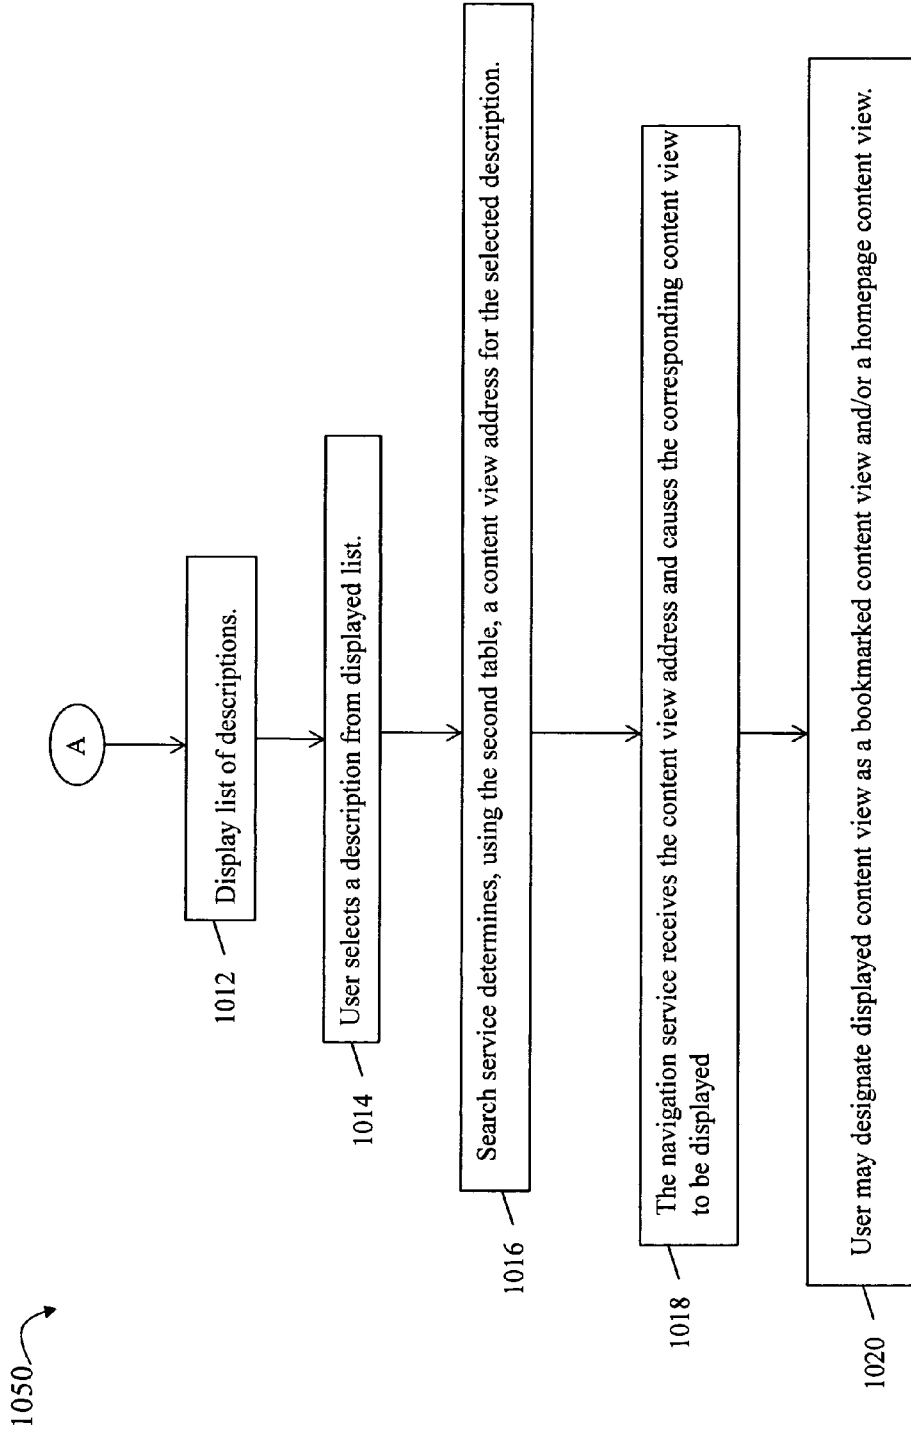 1050
A
Display list of descriptions.
1012
User selects a description from displayed list.
1014
Search service determines, using the second table, a content view address for the selected description.
1016
The navigation service receives the content view address and causes the corresponding content view
to be displayed
1018
User may designate displayed content view as a bookmarked content view and/or a homepage content view.
1020